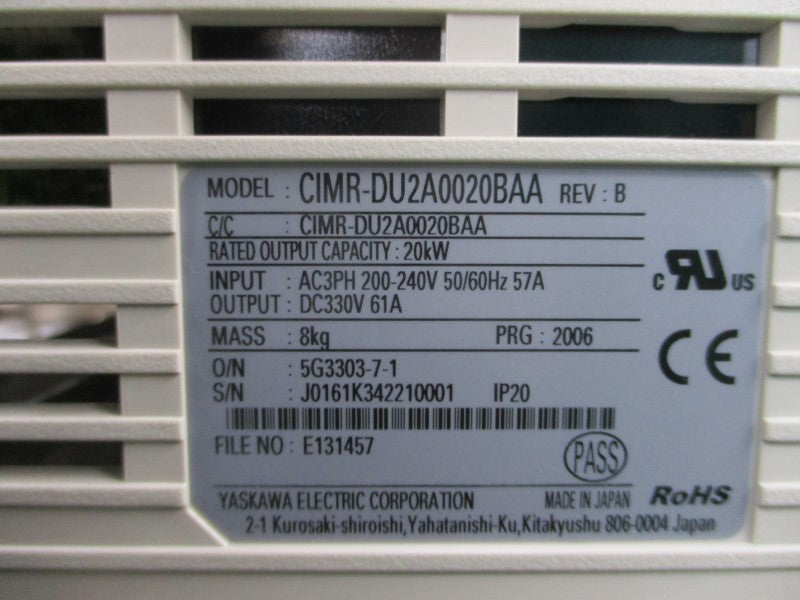 MODEL : CIMR-DU2A0020BAA REV : B
C/C : CIMR-DU2A0020BAA
RATED OUTPUT CAPACITY : 20kW
INPUT : AC3PH 200-240V 50/60Hz 57A
OUTPUT : DC330V 61A
C RU US
MASS : 8kg PRG : 2006
CE
O/N : 5G3303-7-1
S/N : J0161K342210001 IP20
FILE NO : E131457
PASS
YASKAWA ELECTRIC CORPORATION MADE IN JAPAN RoHS
2-1 Kurosaki-shiroishi,Yahatanishi-Ku,Kitakyushu 806-0004 Japan